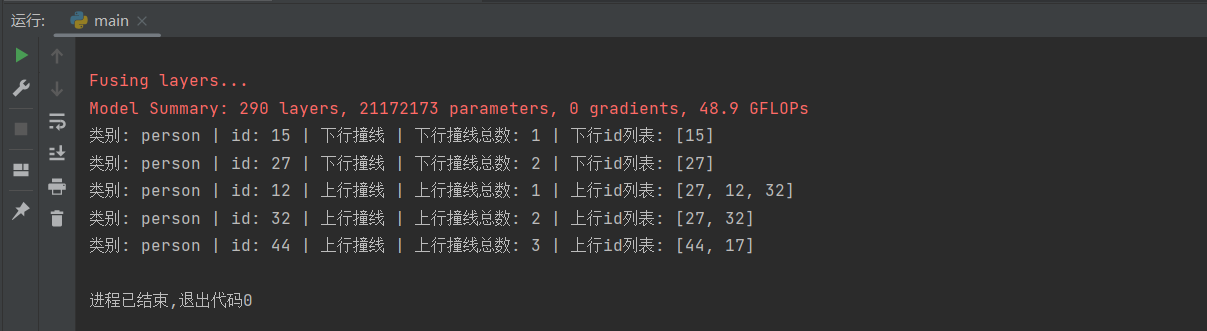 运行: main
Fusing layers...
Model Summary: 290 layers, 21172173 parameters, 0 gradients, 48.9 GFLOPs
类别: person | id: 15 | 下行撞线 | 下行撞线总数: 1 | 下行id列表: [15]
类别: person | id: 27 | 下行撞线 | 下行撞线总数: 2 | 下行id列表: [27]
类别: person | id: 12 | 上行撞线 | 上行撞线总数: 1 | 上行id列表: [27, 12, 32]
类别: person | id: 32 | 上行撞线 | 上行撞线总数: 2 | 上行id列表: [27, 32]
类别: person | id: 44 | 上行撞线 | 上行撞线总数: 3 | 上行id列表: [44, 17]
进程已结束,退出代码0